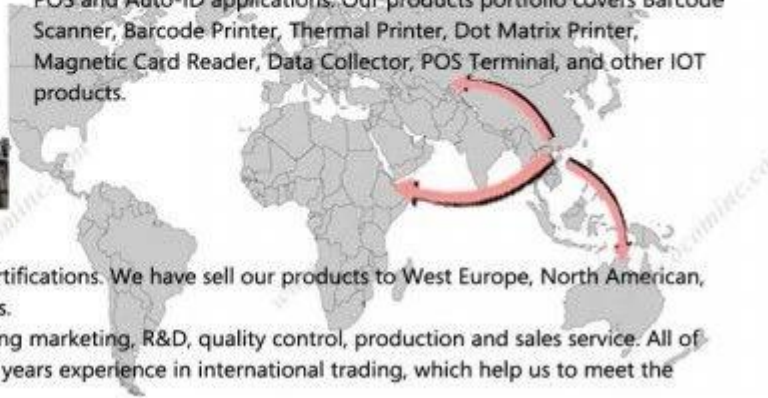 POS and Auto-ID applications. Our products portfolio covers Barcode
Scanner, Barcode Printer, Thermal Printer, Dot Matrix Printer,
Magnetic Card Reader, Data Collector, POS Terminal, and other IOT
products.
rtifications. We have sell our products to West Europe, North American,
s.
ng marketing, R&D, quality control, production and sales service. All of
years experience in international trading, which help us to meet the